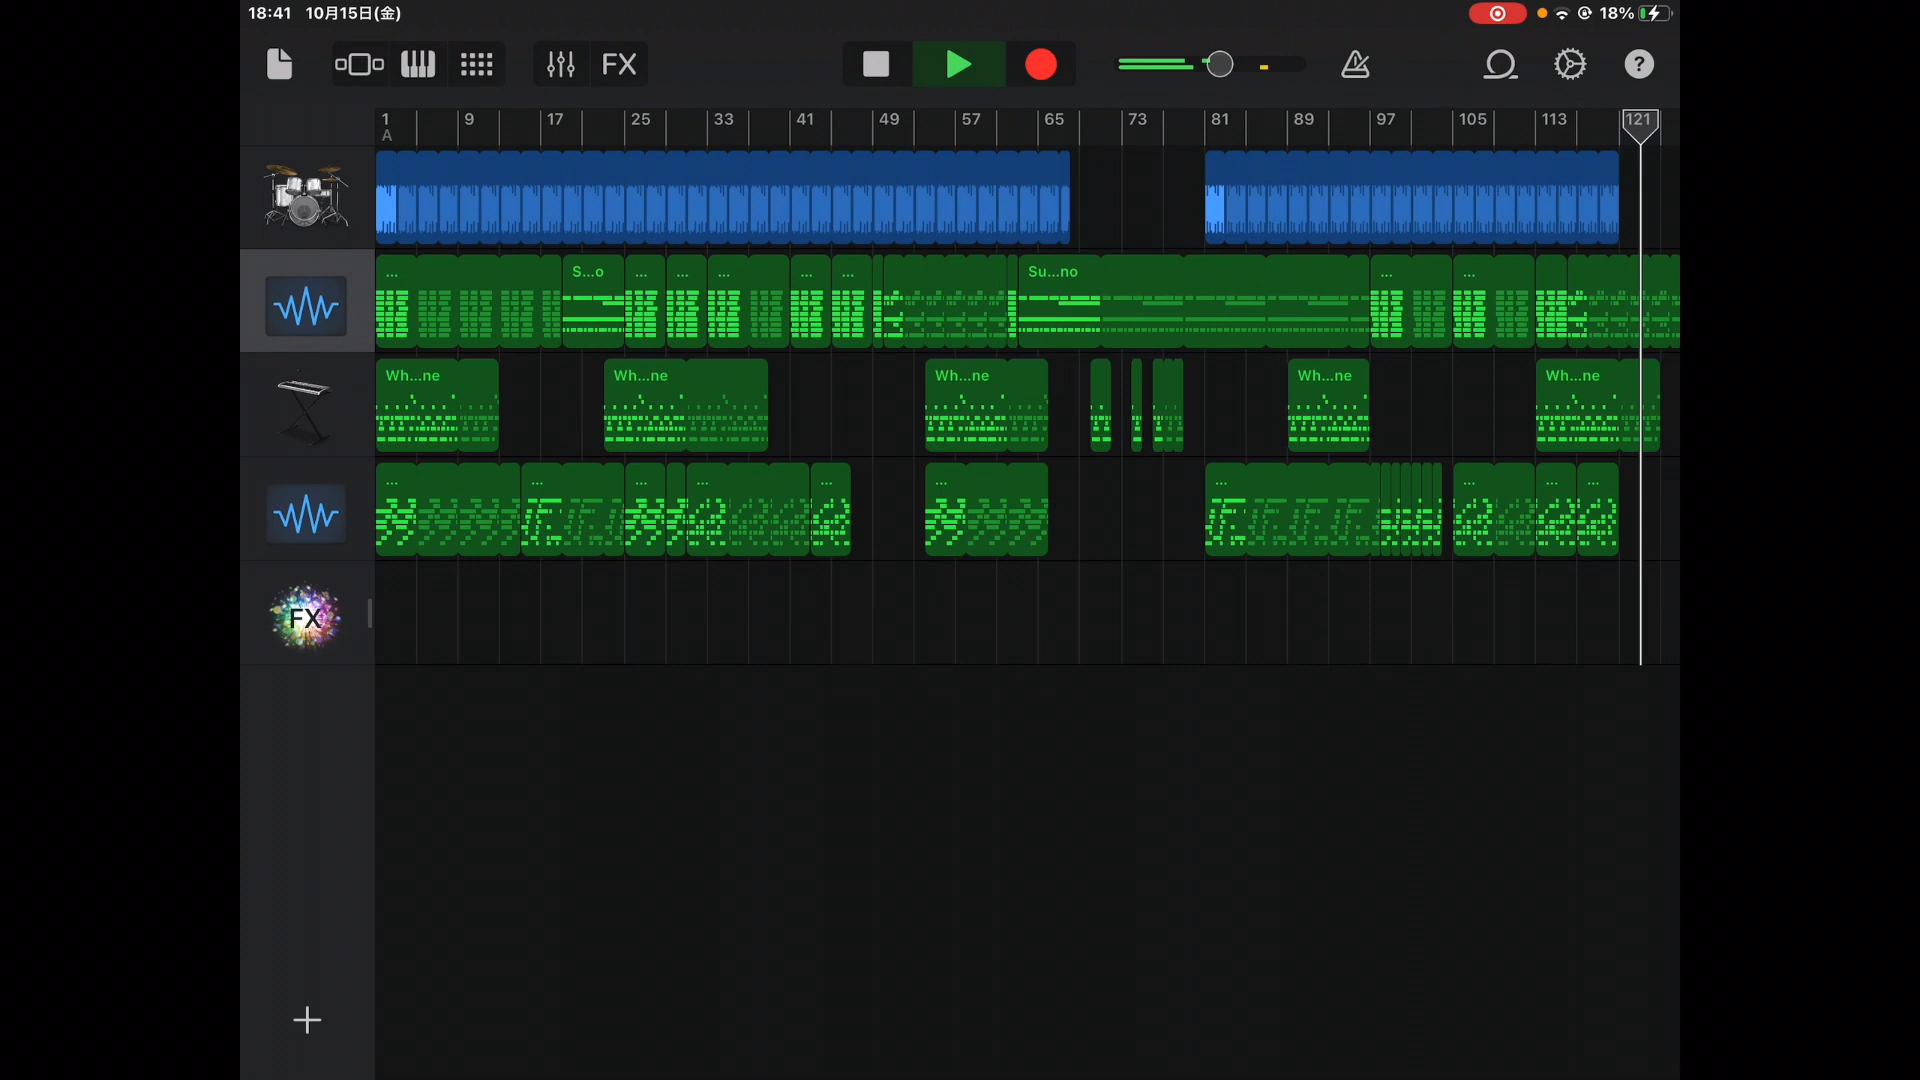 18:41 10月15日(金)
18%
FX
?
1 9 17 25 33 41 49 57 65 73 81 89 97 105 113 121
A
... S...o ... ... ... ... ... Su...no ... ...
Wh...ne Wh...ne Wh...ne Wh...ne Wh...ne
... ... ... ... ... ... ... ... ... ...
FX